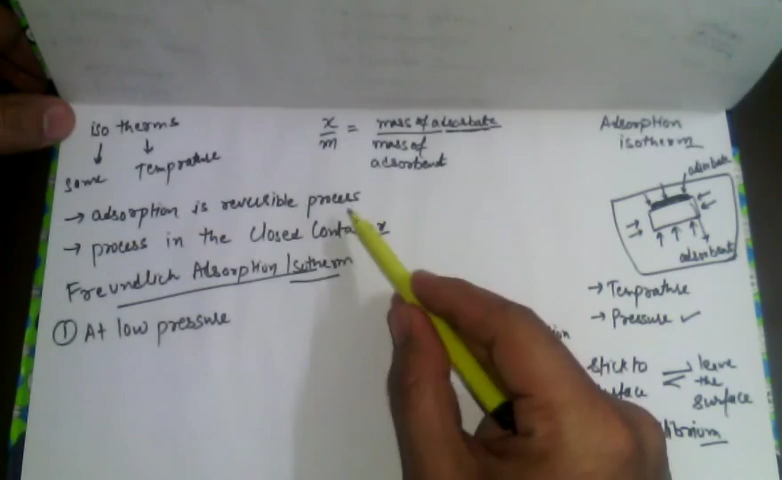 iso therms
same Temprature
x/m = mass of adsorbate / mass of adsorbent
→ adsorption is reversible process
→ process in the closed
Freundlich Adsorption Isotherm
① At low pressure
Adsorption
isotherm
adsorbate
adsorbent
→ Temprature
→ Pressure ✓
stick to ⇌ leave
the
surface